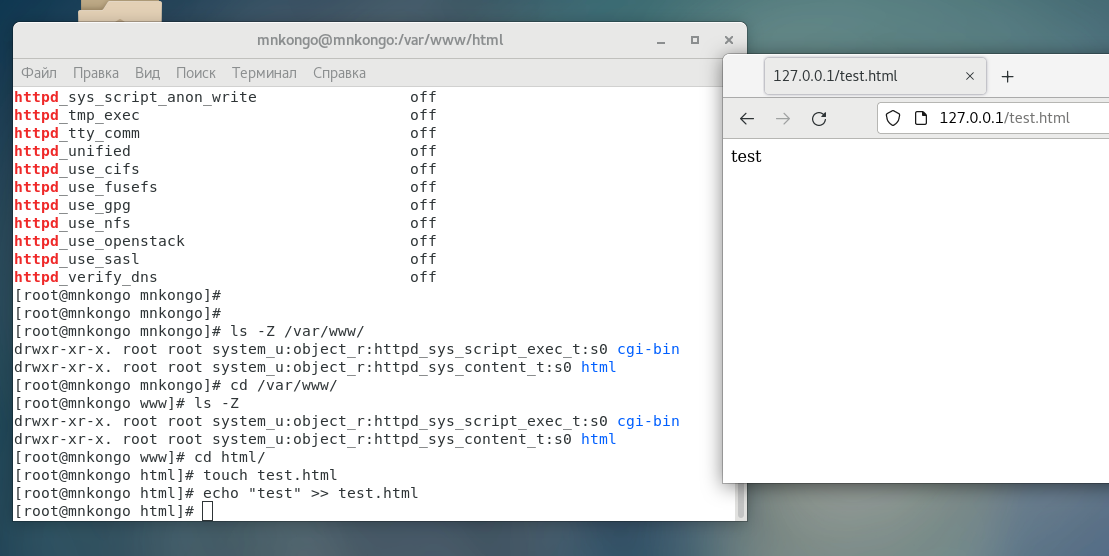 mnkongo@mnkongo:/var/www/html
Файл Правка Вид Поиск Терминал Справка
httpd_sys_script_anon_write off
httpd_tmp_exec off
httpd_tty_comm off
httpd_unified off
httpd_use_cifs off
httpd_use_fusefs off
httpd_use_gpg off
httpd_use_nfs off
httpd_use_openstack off
httpd_use_sasl off
httpd_verify_dns off
[root@mnkongo mnkongo]#
[root@mnkongo mnkongo]#
[root@mnkongo mnkongo]# ls -Z /var/www/
drwxr-xr-x. root root system_u:object_r:httpd_sys_script_exec_t:s0 cgi-bin
drwxr-xr-x. root root system_u:object_r:httpd_sys_content_t:s0 html
[root@mnkongo mnkongo]# cd /var/www/
[root@mnkongo www]# ls -Z
drwxr-xr-x. root root system_u:object_r:httpd_sys_script_exec_t:s0 cgi-bin
drwxr-xr-x. root root system_u:object_r:httpd_sys_content_t:s0 html
[root@mnkongo www]# cd html/
[root@mnkongo html]# touch test.html
[root@mnkongo html]# echo "test" >> test.html
[root@mnkongo html]#
127.0.0.1/test.html
127.0.0.1/test.html
test